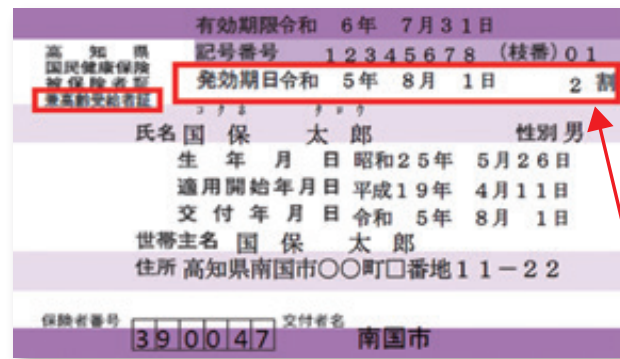 有効期限令和 6年 7月31日
高知県
国民健康保険
被保険者証
兼高齢受給者証
記号番号 12345678 (枝番)01
発効期日令和 5年 8月 1日 2割
コクホ タロウ
氏名 国保 太郎 性別 男
生年月日 昭和25年 5月26日
適用開始年月日 平成19年 4月11日
交付年月日 令和 5年 8月 1日
世帯主名 国保 太郎
住所 高知県南国市○○町□番地11-22
保険者番号 390047 交付者名 南国市